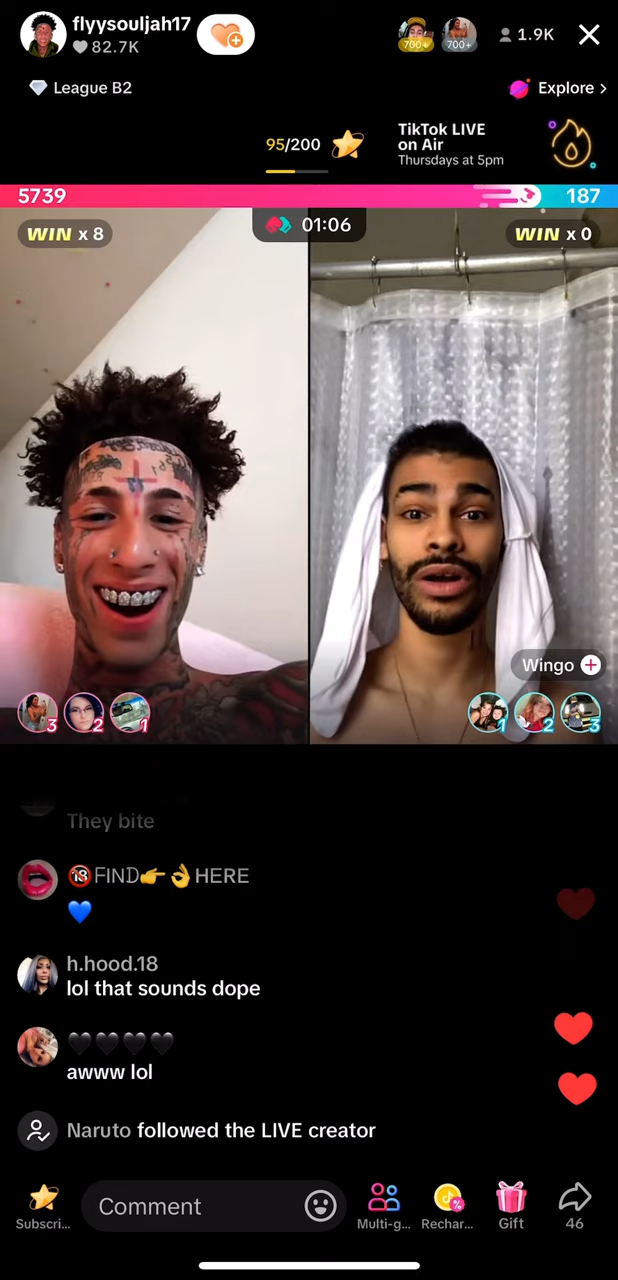 flyysouljah17
82.7K
700+
700+
1.9K
League B2
Explore
95/200
TikTok LIVE
on Air
Thursdays at 5pm
5739
187
WIN x 8
01:06
WIN x 0
Wingo
3
2
1
1
2
3
They bite
🔞FIND👉👌HERE
💙
h.hood.18
lol that sounds dope
🖤🖤🖤🖤
awww lol
Naruto followed the LIVE creator
Comment
Subscri...
Multi-g...
Rechar...
Gift
46